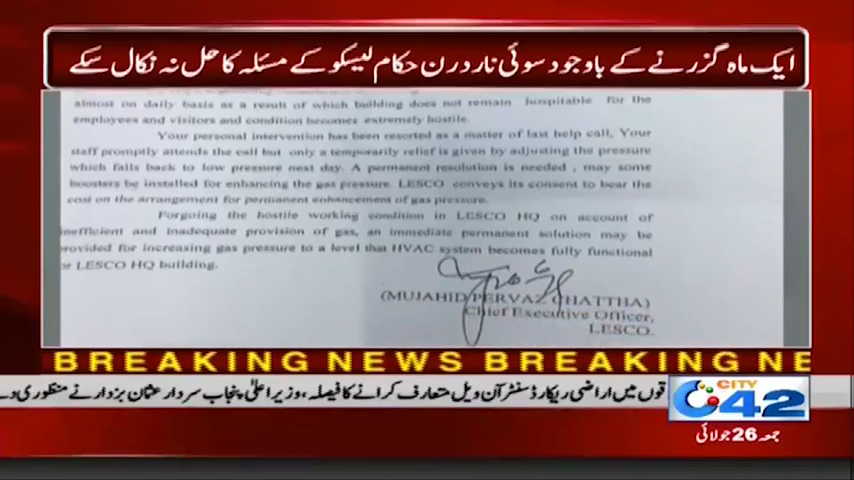 ایک ماہ گزرنے کے باوجود سوئی ناردرن حکام لیسکو کے مسئلہ کا حل نہ نکال سکے
almost on daily basis as a result of which building does not remain hospitable for the
employees and visitors and condition becomes extremely hostile.
Your personal intervention has been resorted as a matter of last help call, Your
staff promptly attends the call but only a temporarily relief is given by adjusting the pressure
which falls back to low pressure next day. A permanent resolution is needed , may some
boosters be installed for enhancing the gas pressure. LESCO conveys its consent to bear the
cost on the arrangement for permanent enhancement of gas pressure.
Forgoing the hostile working condition in LESCO HQ on account of
inefficient and inadequate provision of gas, an immediate permanent solution may be
provided for increasing gas pressure to a level that HVAC system becomes fully functional
LESCO HQ building.
(MUJAHID PERVAZ CHATTHA)
Chief Executive Officer,
LESCO.
BREAKING NEWS BREAKING NE
قوں میں اراضی ریکارڈ سنٹر آن ویل متعارف کرانے کا فیصلہ، وزیراعلیٰ پنجاب سردار عثمان بزدار نے منظوری دے
CITY
42
جمعہ 26 جولائی